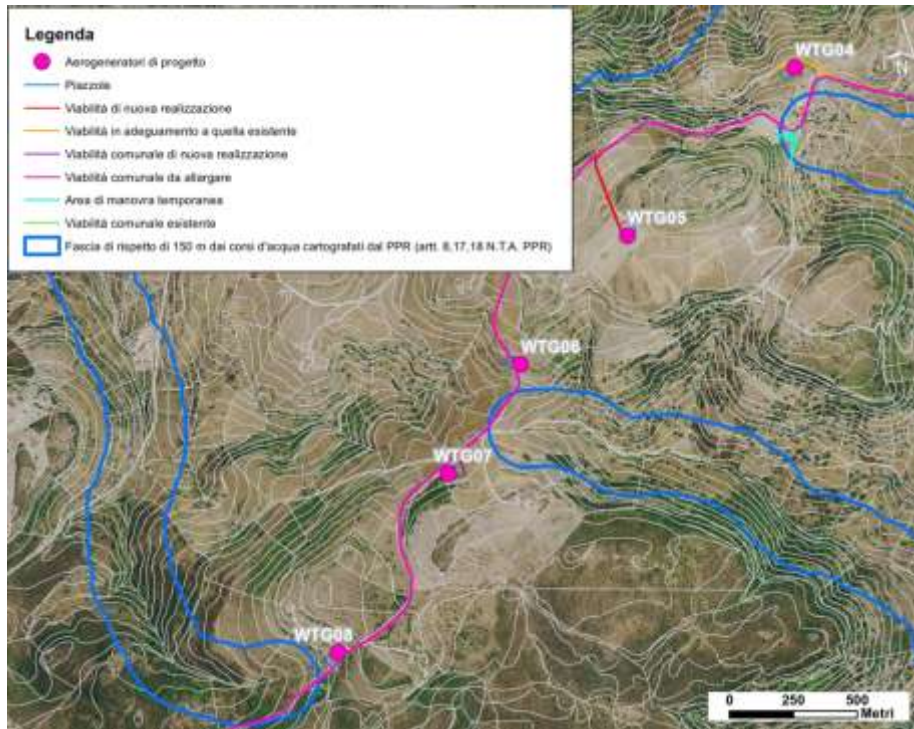 Legenda
Aerogeneratori di progetto
Piazzole
Viabilità di nuova realizzazione
Viabilità in adeguamento a quella esistente
Viabilità comunale di nuova realizzazione
Viabilità comunale da allargare
Area di manovra temporanea
Viabilità comunale esistente
Fascia di rispetto di 150 m dai corsi d'acqua cartografati dal PPR (artt. 8,17,18 N.T.A. PPR)
WTG04
N
WTG05
WTG06
WTG07
WTG08
0 250 500
Metri